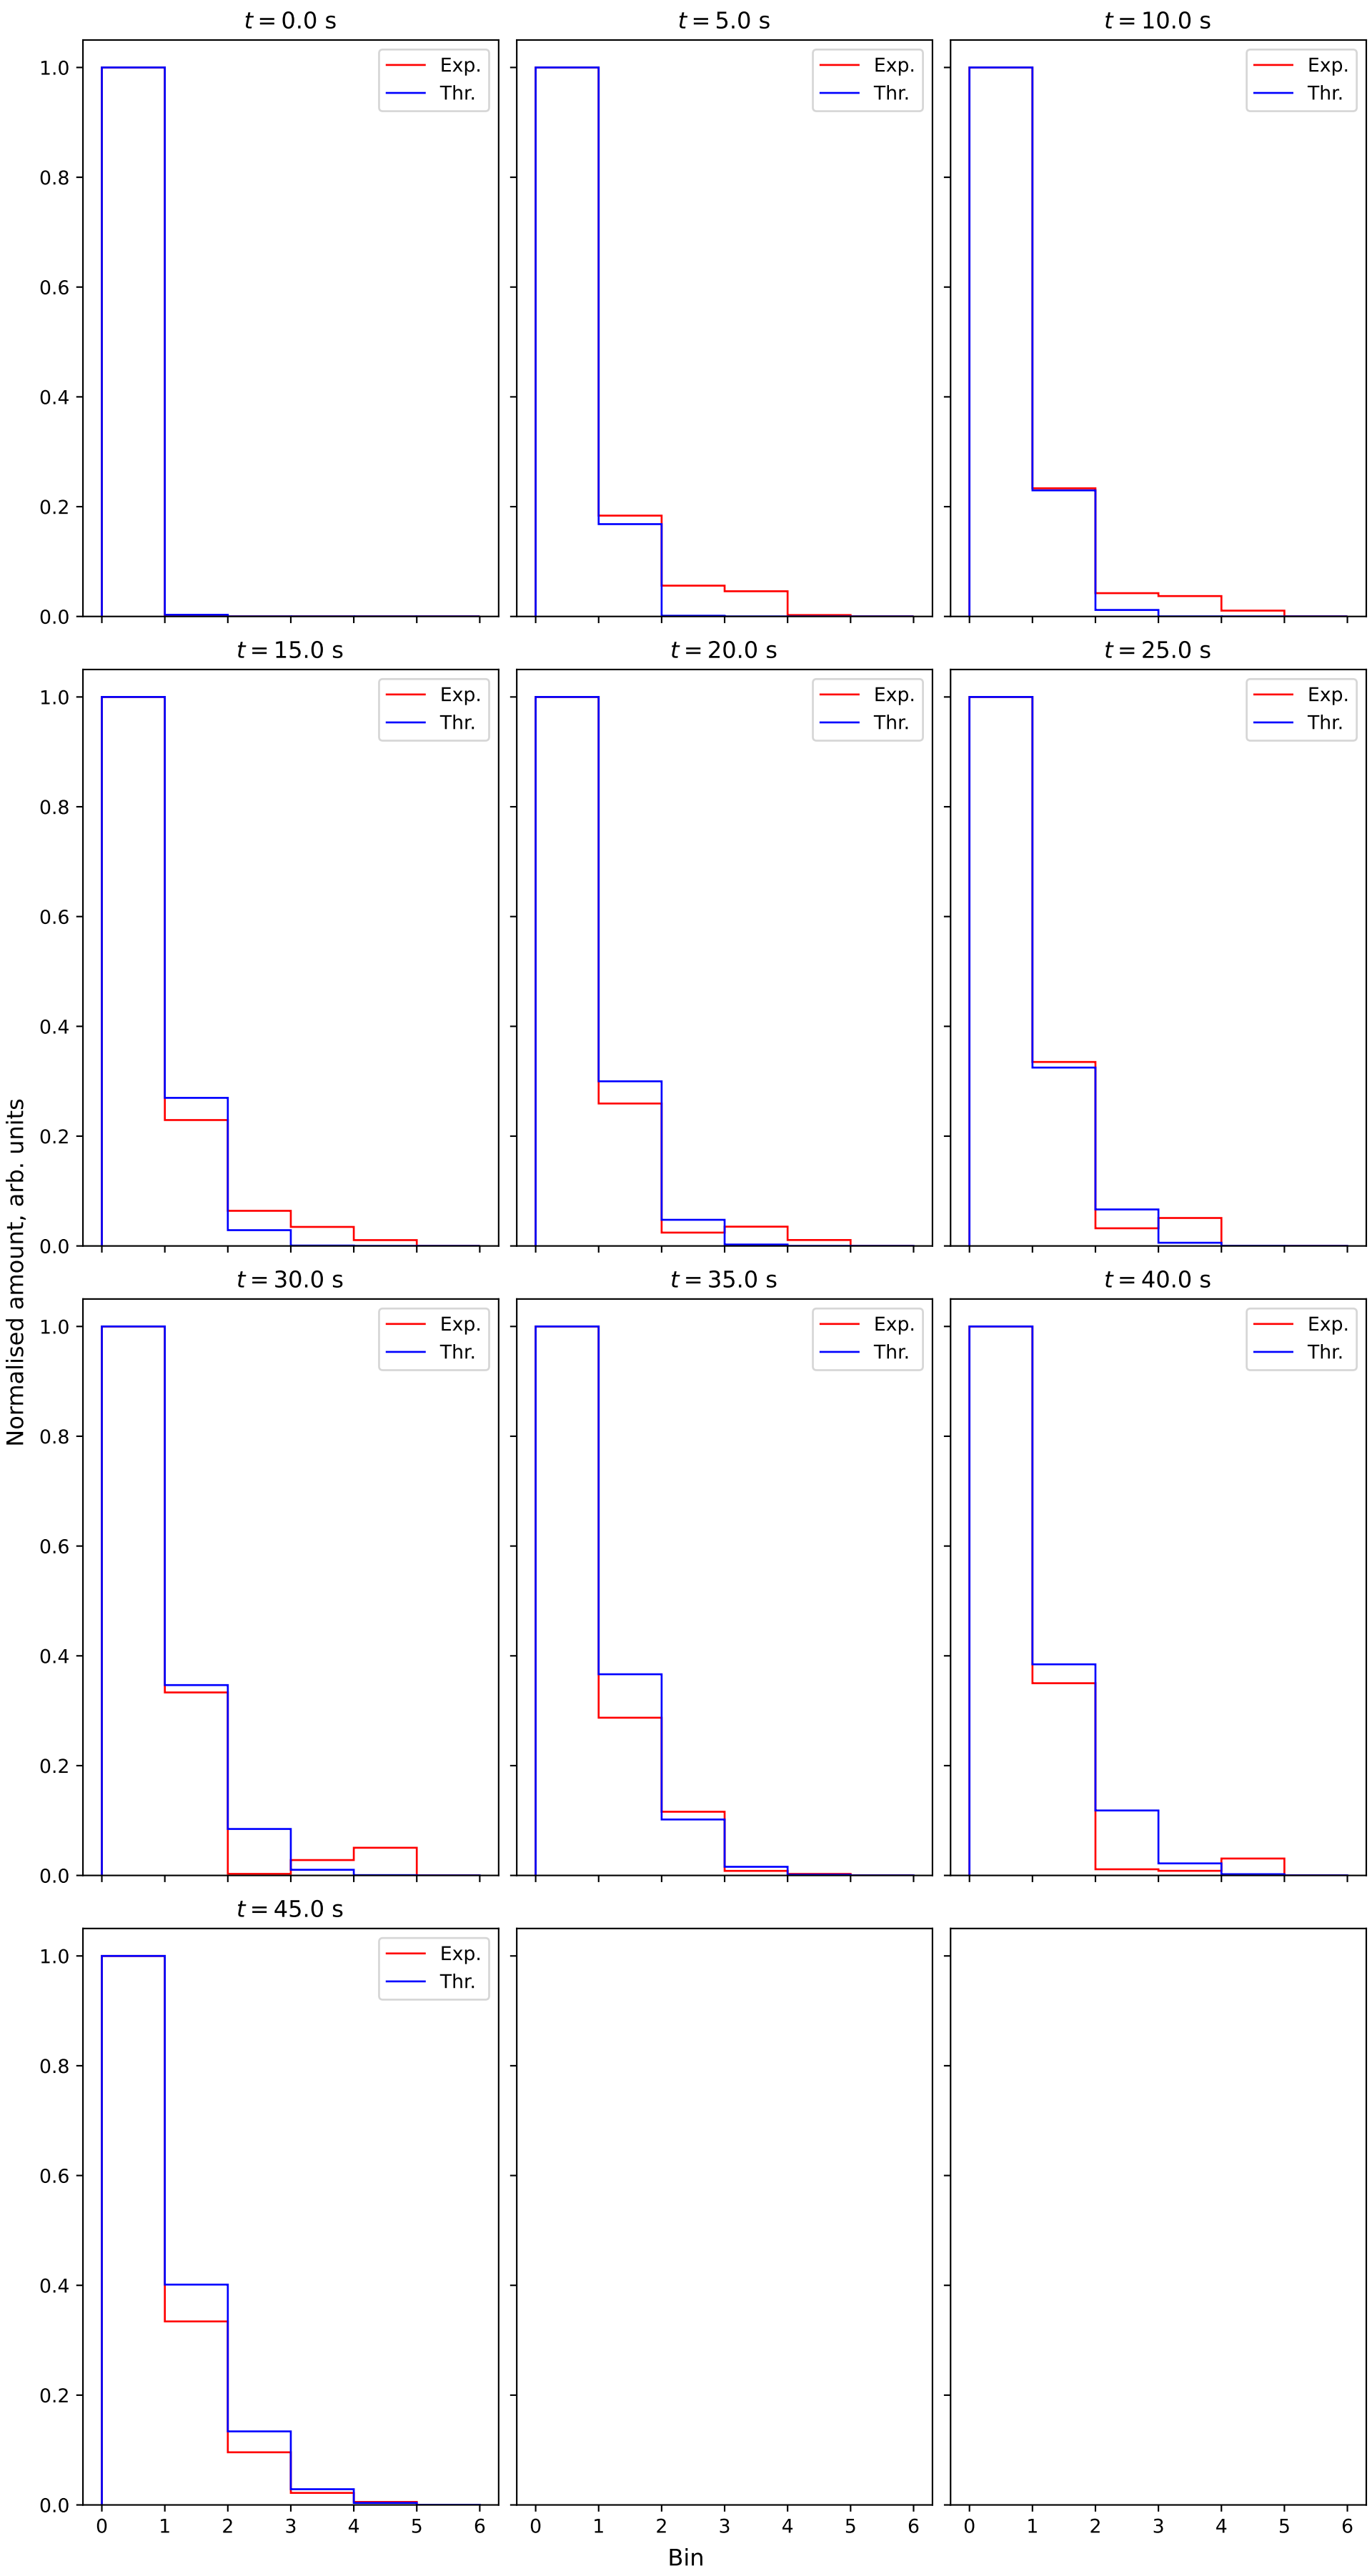 t = 0.0 s
t = 5.0 s
t = 10.0 s
1.0
0.8
0.6
0.4
0.2
0.0
Exp.
Thr.
Exp.
Thr.
Exp.
Thr.
t = 15.0 s
t = 20.0 s
t = 25.0 s
1.0
0.8
0.6
0.4
0.2
0.0
Exp.
Thr.
Exp.
Thr.
Exp.
Thr.
Normalised amount, arb. units
t = 30.0 s
t = 35.0 s
t = 40.0 s
1.0
0.8
0.6
0.4
0.2
0.0
Exp.
Thr.
Exp.
Thr.
Exp.
Thr.
t = 45.0 s
1.0
0.8
0.6
0.4
0.2
0.0
Exp.
Thr.
0 1 2 3 4 5 6
0 1 2 3 4 5 6
0 1 2 3 4 5 6
Bin